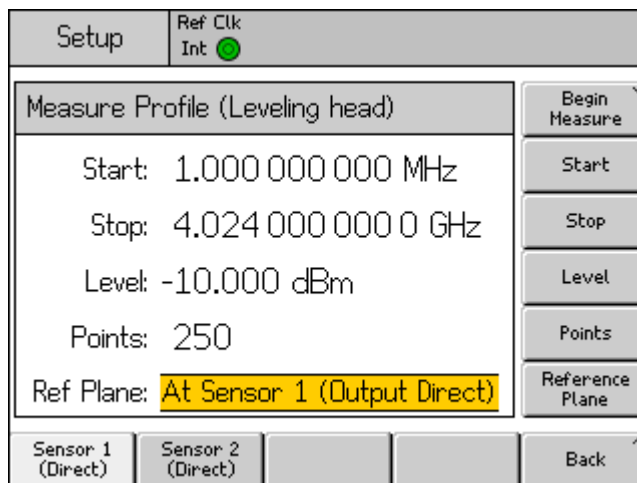 Setup
Ref Clk
Int
Measure Profile (Leveling head)
Start: 1.000 000 000 MHz
Stop: 4.024 000 000 0 GHz
Level: -10.000 dBm
Points: 250
Ref Plane: At Sensor 1 (Output Direct)
Begin
Measure
Start
Stop
Level
Points
Reference
Plane
Sensor 1
(Direct)
Sensor 2
(Direct)
Back